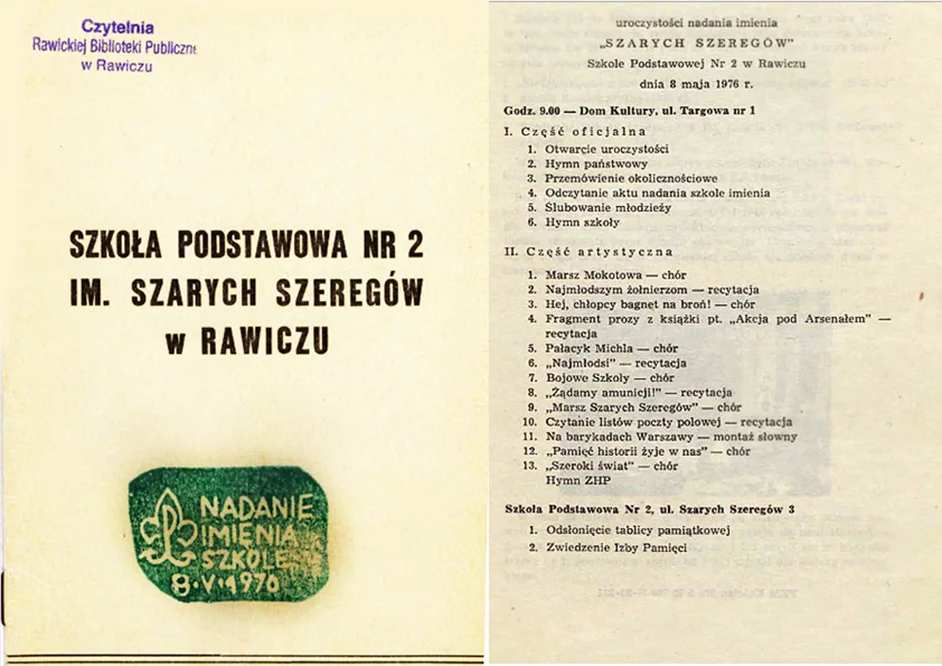 Czytelnia
Rawickiej Biblioteki Publiczne
w Rawiczu
SZKOŁA PODSTAWOWA NR 2
IM. SZARYCH SZEREGÓW
w RAWICZU
NADANIE
IMIENIA
SZKOLE
8·V·1976
uroczystości nadania imienia
„SZARYCH SZEREGÓW”
Szkole Podstawowej Nr 2 w Rawiczu
dnia 8 maja 1976 r.
Godz. 9.00 — Dom Kultury, ul. Targowa nr 1
I. Część oficjalna
1. Otwarcie uroczystości
2. Hymn państwowy
3. Przemówienie okolicznościowe
4. Odczytanie aktu nadania szkole imienia
5. Ślubowanie młodzieży
6. Hymn szkoły
II. Część artystyczna
1. Marsz Mokotowa — chór
2. Najmłodszym żołnierzom — recytacja
3. Hej, chłopcy bagnet na broń! — chór
4. Fragment prozy z książki pt. „Akcja pod Arsenałem” —
recytacja
5. Pałacyk Michla — chór
6. „Najmłodsi” — recytacja
7. Bojowe Szkoły — chór
8. „Żądamy amunicji!” — recytacja
9. „Marsz Szarych Szeregów” — chór
10. Czytanie listów poczty polowej — recytacja
11. Na barykadach Warszawy — montaż słowny
12. „Pamięć historii żyje w nas” — chór
13. „Szeroki świat” — chór
Hymn ZHP
Szkoła Podstawowa Nr 2, ul. Szarych Szeregów 3
1. Odsłonięcie tablicy pamiątkowej
2. Zwiedzenie Izby Pamięci